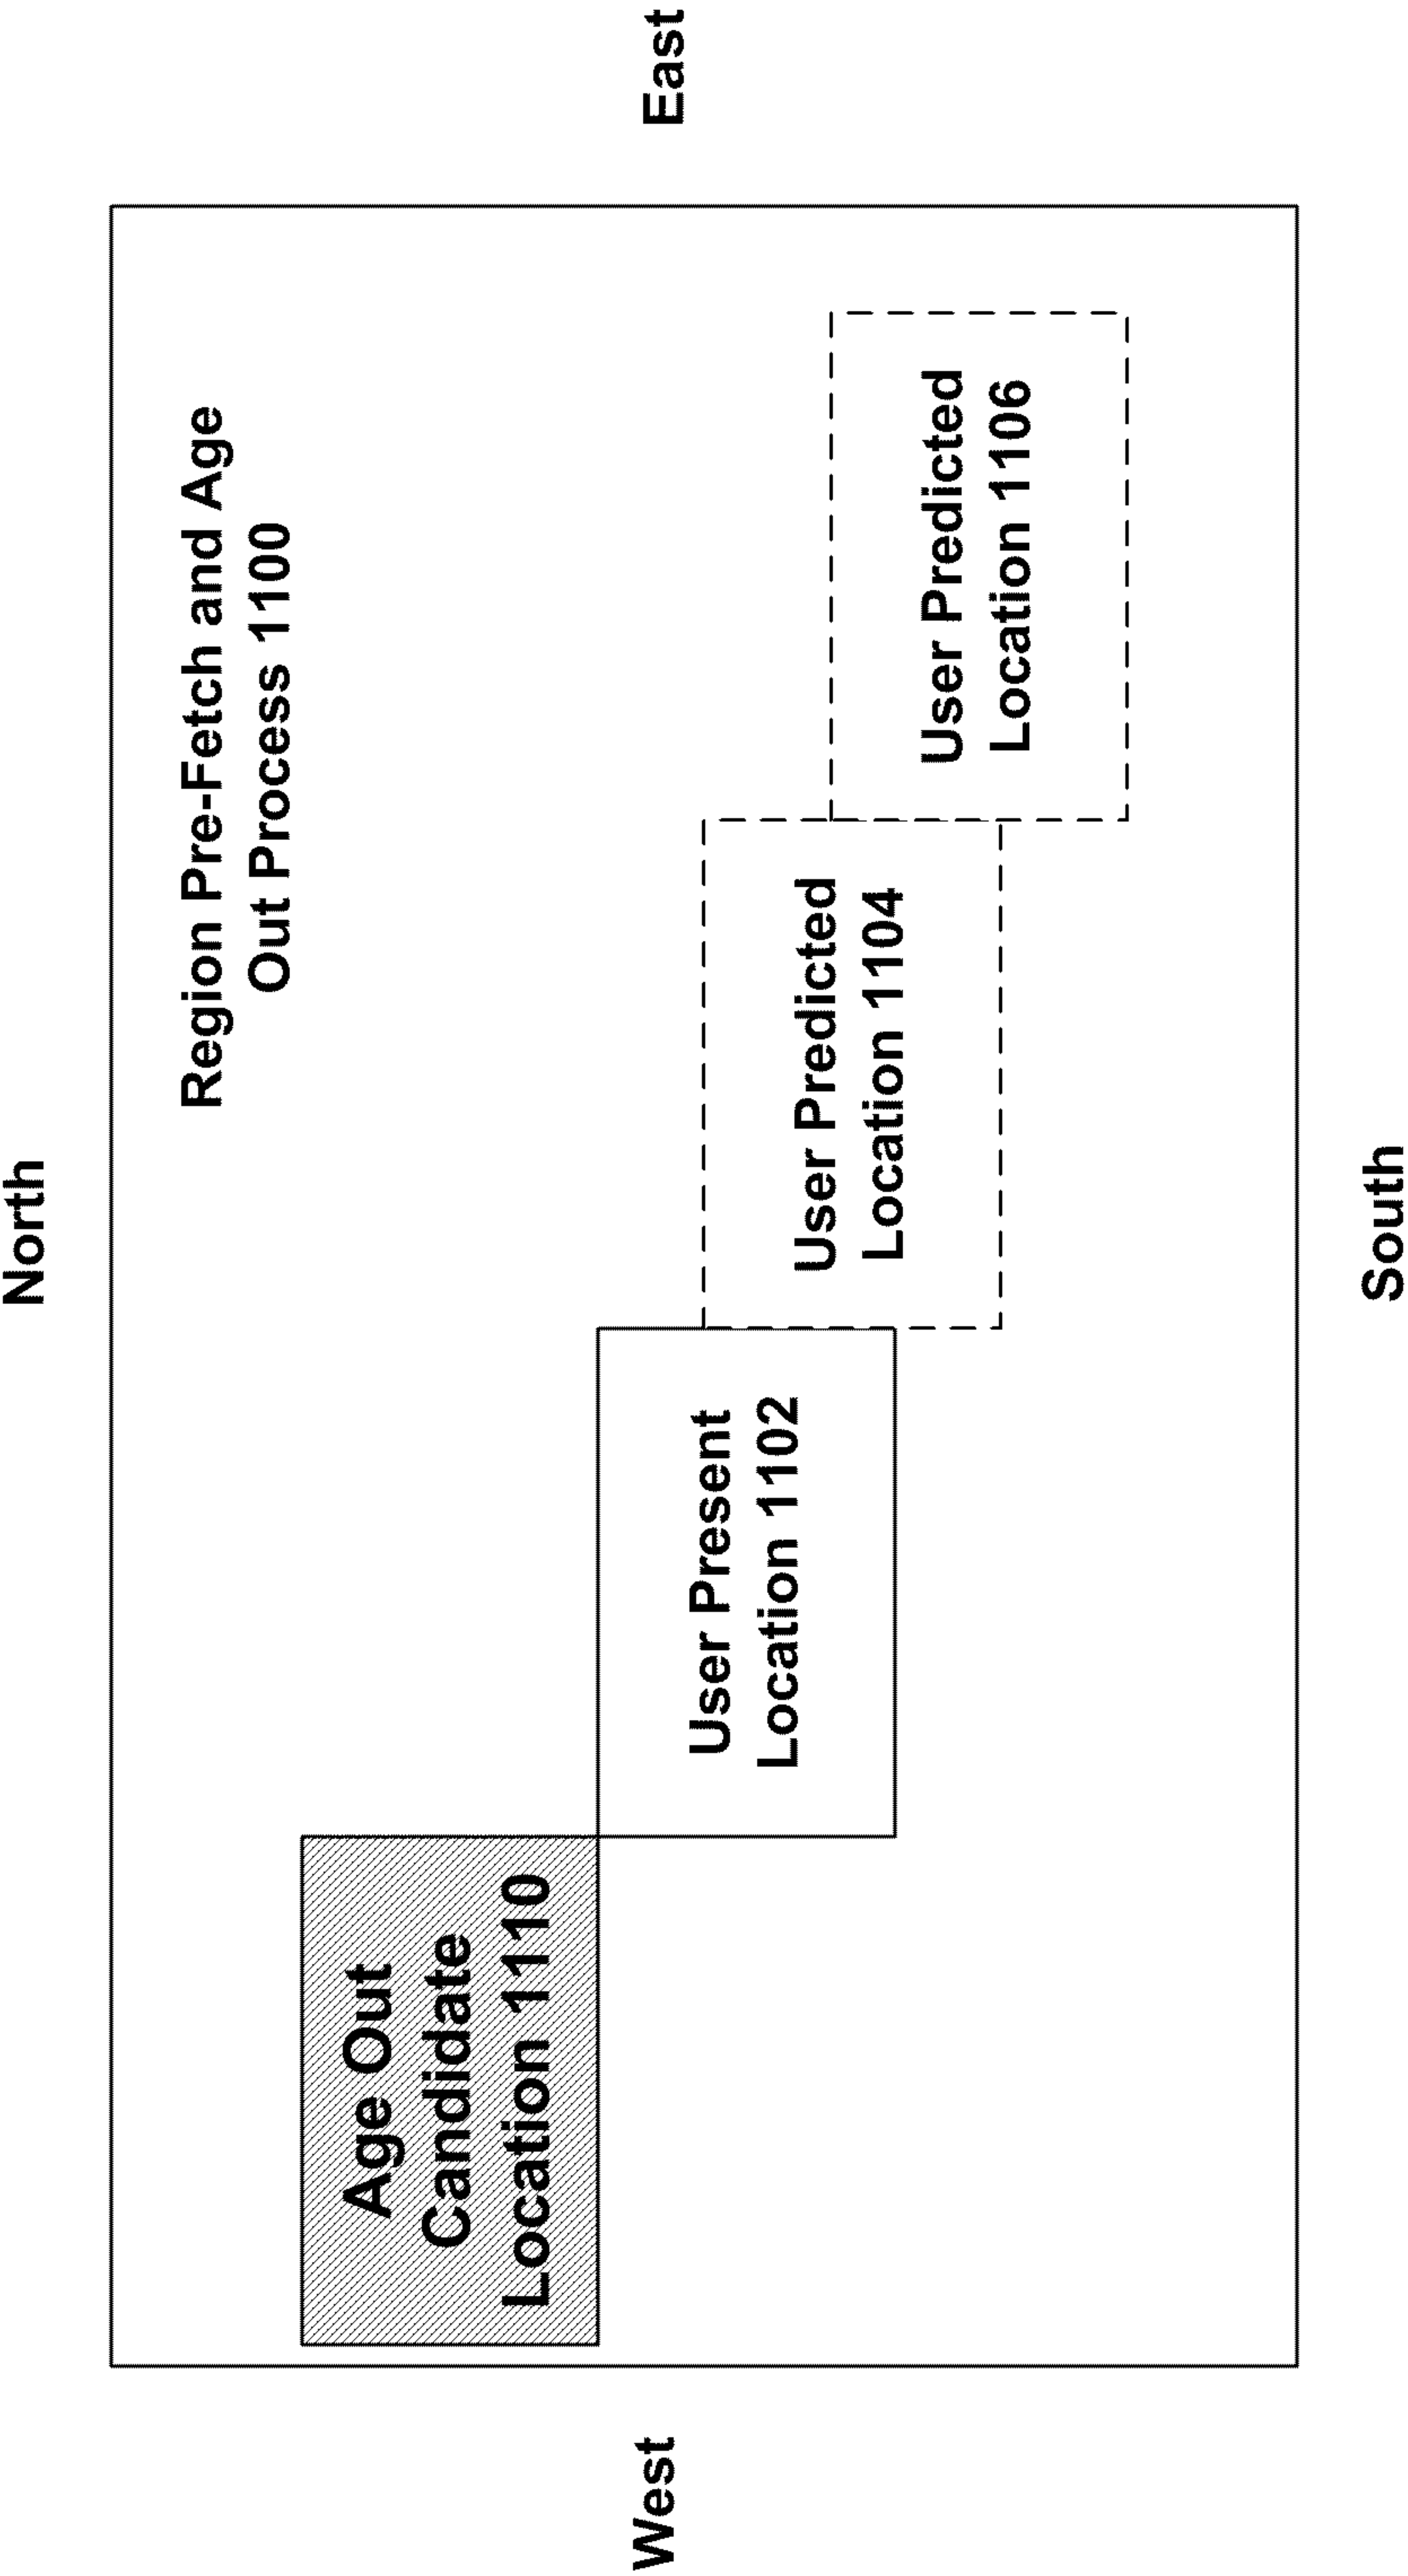 North
Region Pre-Fetch and Age
Out Process 1100
Age Out
Candidate
Location 1110
User Present
Location 1102
User Predicted
Location 1104
User Predicted
Location 1106
West
East
South